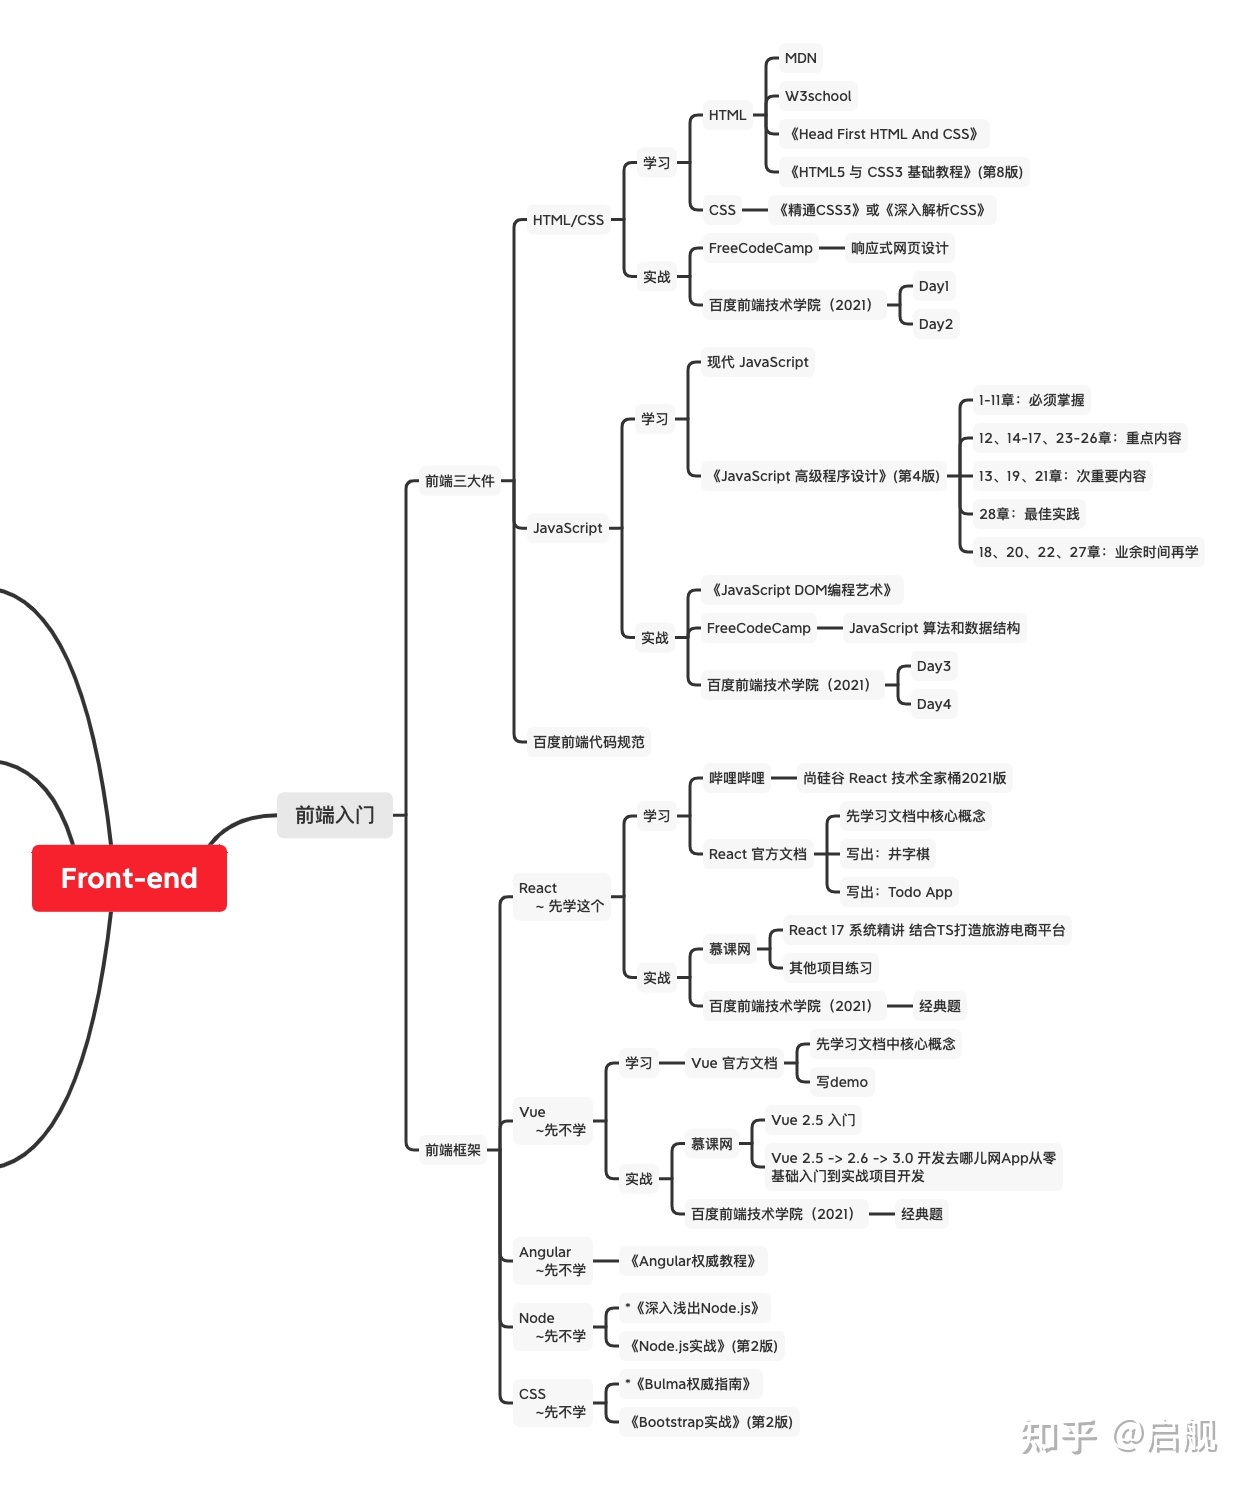 MDN
W3school
HTML
《Head First HTML And CSS》
学习
《HTML5 与 CSS3 基础教程》(第8版)
CSS
《精通CSS3》或《深入解析CSS》
HTML/CSS
FreeCodeCamp
响应式网页设计
实战
Day1
百度前端技术学院（2021）
Day2
现代 JavaScript
1-11章：必须掌握
学习
12、14-17、23-26章：重点内容
前端三大件
《JavaScript 高级程序设计》(第4版)
13、19、21章：次重要内容
28章：最佳实践
JavaScript
18、20、22、27章：业余时间再学
《JavaScript DOM编程艺术》
FreeCodeCamp
JavaScript 算法和数据结构
实战
Day3
百度前端技术学院（2021）
Day4
百度前端代码规范
哔哩哔哩
尚硅谷 React 技术全家桶2021版
前端入门
学习
先学习文档中核心概念
React 官方文档
写出：井字棋
Front-end
写出：Todo App
React
~ 先学这个
React 17 系统精讲 结合TS打造旅游电商平台
慕课网
其他项目练习
实战
百度前端技术学院（2021）
经典题
先学习文档中核心概念
学习
Vue 官方文档
写demo
Vue
~先不学
Vue 2.5 入门
前端框架
慕课网
Vue 2.5 -> 2.6 -> 3.0 开发去哪儿网App从零
基础入门到实战项目开发
实战
百度前端技术学院（2021）
经典题
Angular
~先不学
《Angular权威教程》
*《深入浅出Node.js》
Node
~先不学
《Node.js实战》(第2版)
*《Bulma权威指南》
CSS
~先不学
《Bootstrap实战》(第2版)
知乎 @启舰